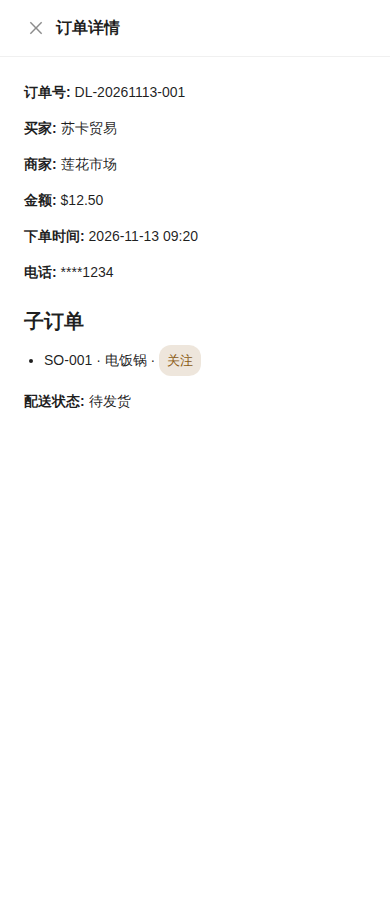 订单详情
订单号: DL-20261113-001
买家: 苏卡贸易
商家: 莲花市场
金额: $12.50
下单时间: 2026-11-13 09:20
电话: ****1234
子订单
SO-001 · 电饭锅 · 关注
配送状态: 待发货